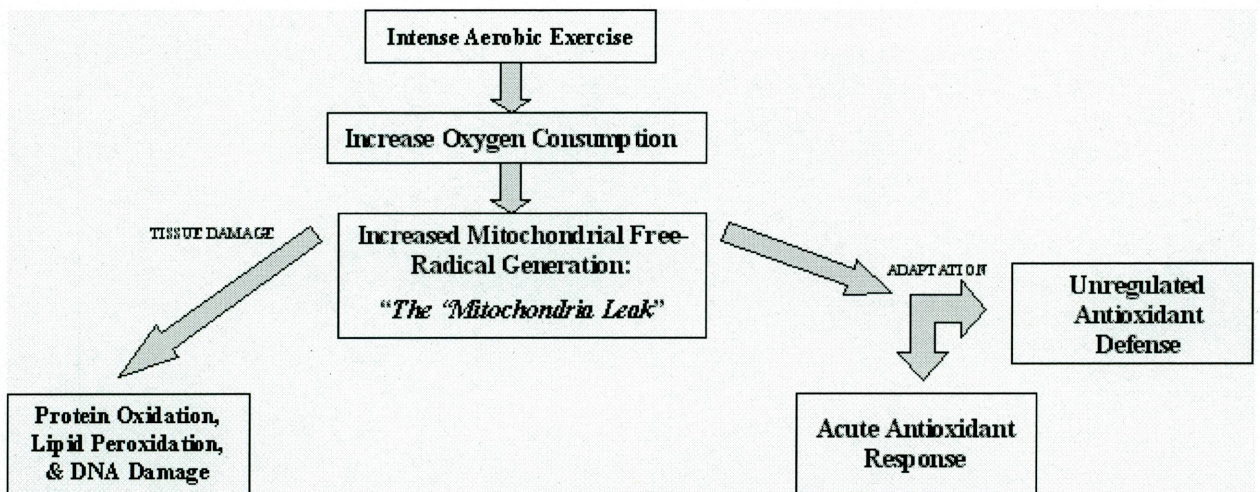 Intense Aerobic Exercise
Increase Oxygen Consumption
TISSUE DAMAGE
Increased Mitochondrial Free-
Radical Generation:
“The “Mitochondria Leak”
ADAPTATION
Unregulated
Antioxidant
Defense
Protein Oxidation,
Lipid Peroxidation,
& DNA Damage
Acute Antioxidant
Response